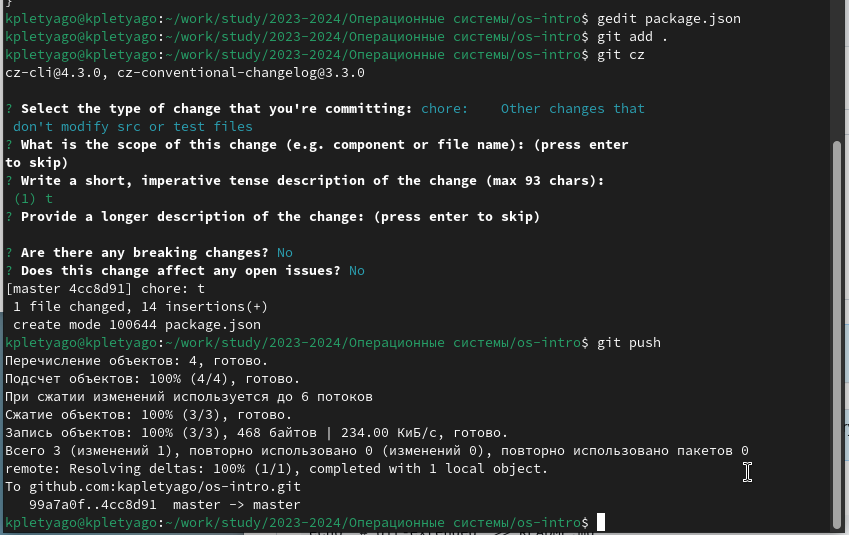 }
kpletyago@kpletyago:~/work/study/2023-2024/Операционные системы/os-intro$ gedit package.json
kpletyago@kpletyago:~/work/study/2023-2024/Операционные системы/os-intro$ git add .
kpletyago@kpletyago:~/work/study/2023-2024/Операционные системы/os-intro$ git cz
cz-cli@4.3.0, cz-conventional-changelog@3.3.0
? Select the type of change that you're committing: chore:    Other changes that
 don't modify src or test files
? What is the scope of this change (e.g. component or file name): (press enter
to skip)
? Write a short, imperative tense description of the change (max 93 chars):
 (1) t
? Provide a longer description of the change: (press enter to skip)
? Are there any breaking changes? No
? Does this change affect any open issues? No
[master 4cc8d91] chore: t
 1 file changed, 14 insertions(+)
 create mode 100644 package.json
kpletyago@kpletyago:~/work/study/2023-2024/Операционные системы/os-intro$ git push
Перечисление объектов: 4, готово.
Подсчет объектов: 100% (4/4), готово.
При сжатии изменений используется до 6 потоков
Сжатие объектов: 100% (3/3), готово.
Запись объектов: 100% (3/3), 468 байтов | 234.00 КиБ/с, готово.
Всего 3 (изменений 1), повторно использовано 0 (изменений 0), повторно использовано пакетов 0
remote: Resolving deltas: 100% (1/1), completed with 1 local object.
To github.com:kapletyago/os-intro.git
   99a7a0f..4cc8d91  master -> master
kpletyago@kpletyago:~/work/study/2023-2024/Операционные системы/os-intro$